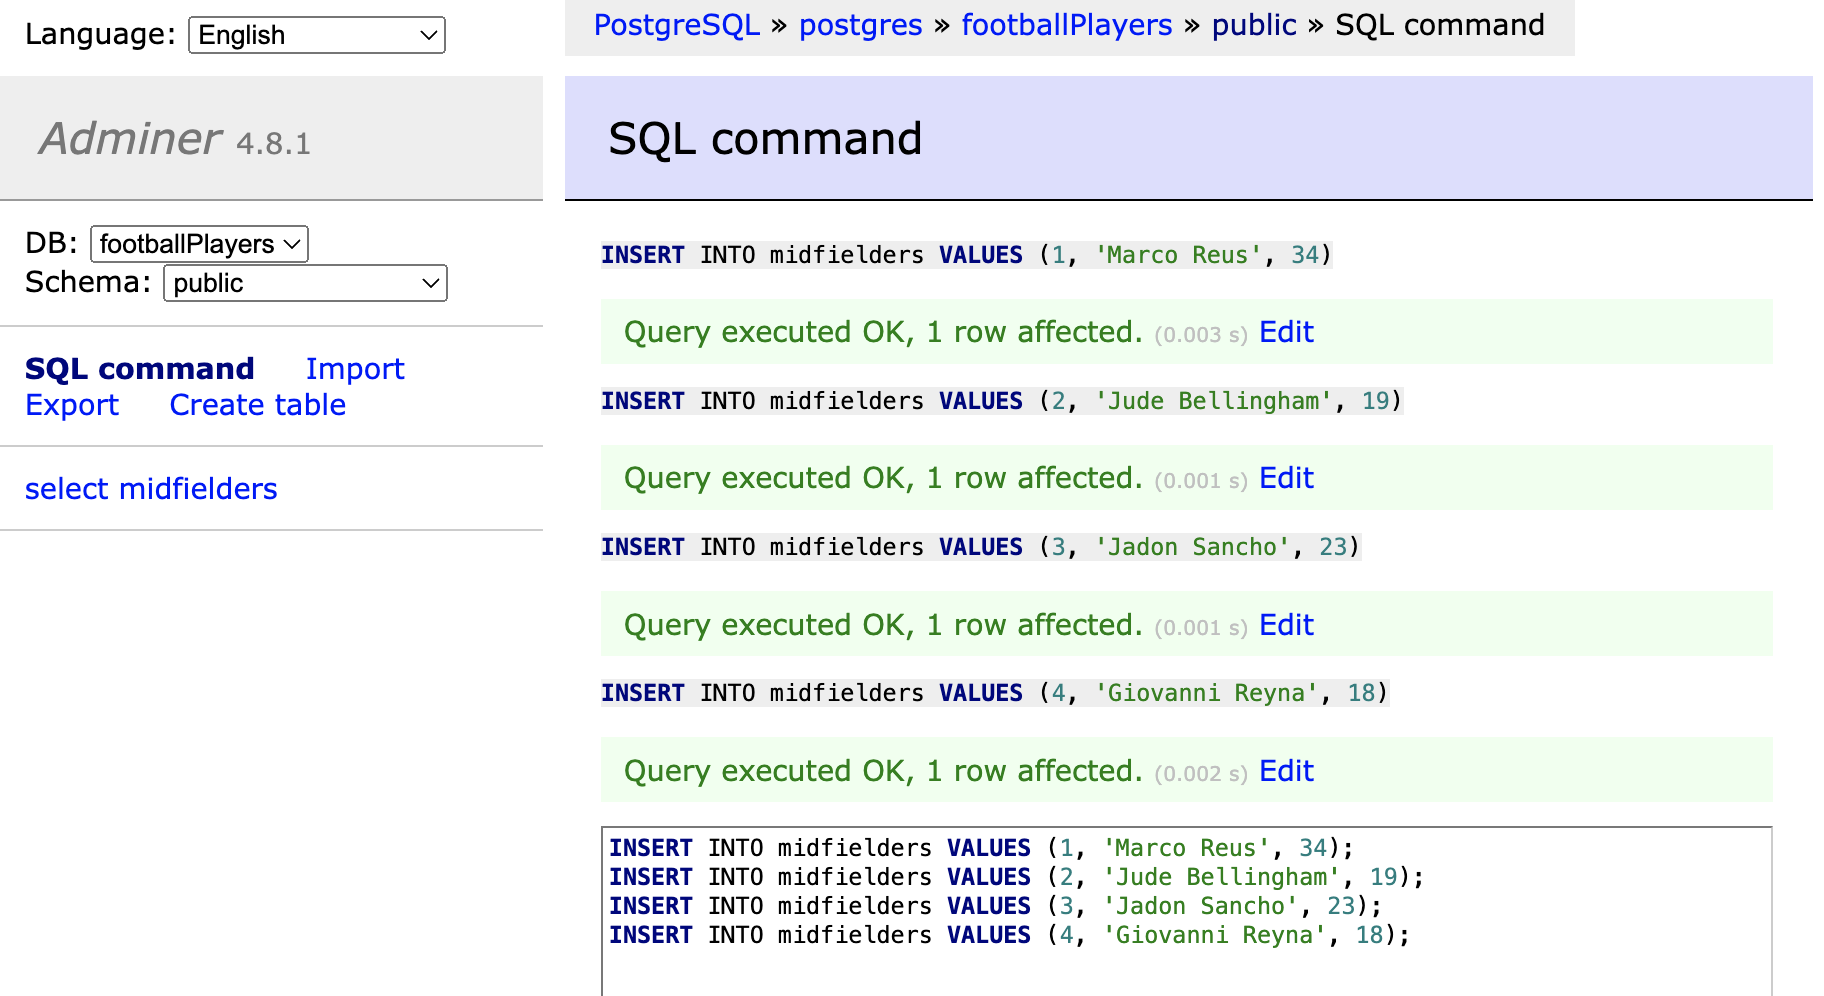 Language: English
Adminer 4.8.1
DB: footballPlayers
Schema: public
SQL command Import
Export Create table
select midfielders
PostgreSQL » postgres » footballPlayers » public » SQL command
SQL command
INSERT INTO midfielders VALUES (1, 'Marco Reus', 34)
Query executed OK, 1 row affected. (0.003 s) Edit
INSERT INTO midfielders VALUES (2, 'Jude Bellingham', 19)
Query executed OK, 1 row affected. (0.001 s) Edit
INSERT INTO midfielders VALUES (3, 'Jadon Sancho', 23)
Query executed OK, 1 row affected. (0.001 s) Edit
INSERT INTO midfielders VALUES (4, 'Giovanni Reyna', 18)
Query executed OK, 1 row affected. (0.002 s) Edit
INSERT INTO midfielders VALUES (1, 'Marco Reus', 34);
INSERT INTO midfielders VALUES (2, 'Jude Bellingham', 19);
INSERT INTO midfielders VALUES (3, 'Jadon Sancho', 23);
INSERT INTO midfielders VALUES (4, 'Giovanni Reyna', 18);